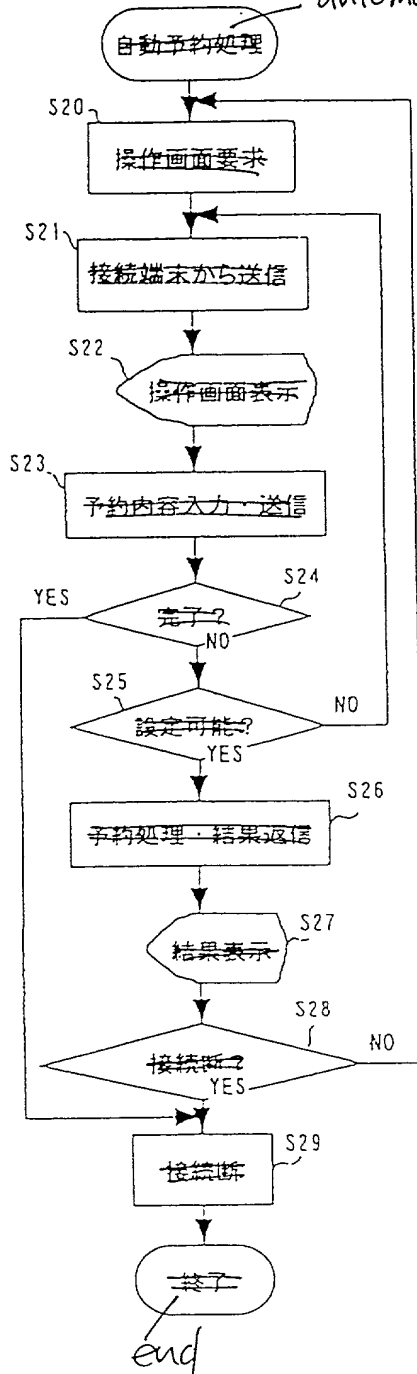 自動予約処理
S20
操作画面要求
S21
接続端末から送信
S22
操作画面表示
S23
予約内容入力・送信
S24
YES
完了?
NO
S25
設定可能?
NO
YES
S26
予約処理・結果返信
S27
結果表示
S28
接続断?
NO
YES
S29
接続断
終了
end